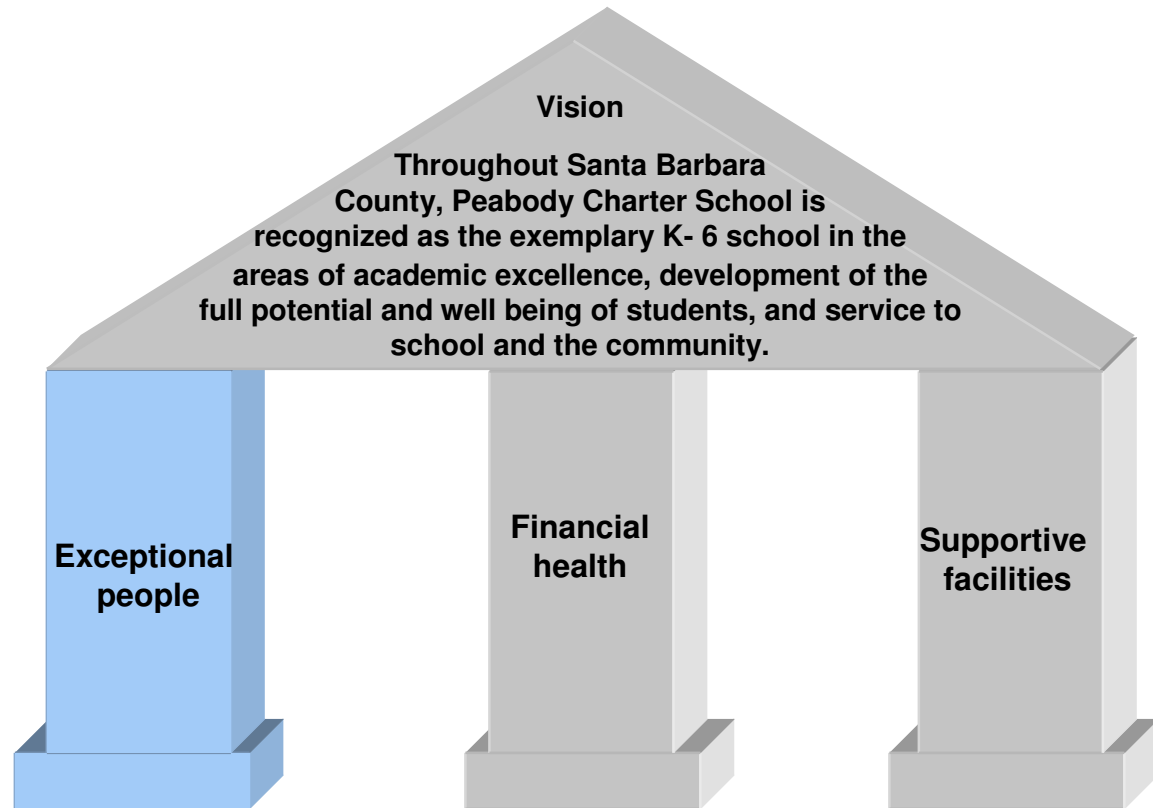 Vision
Throughout Santa Barbara
County, Peabody Charter School is
recognized as the exemplary K- 6 school in the
areas of academic excellence, development of the
full potential and well being of students, and service to
school and the community.
Exceptional
people
Financial
health
Supportive
facilities